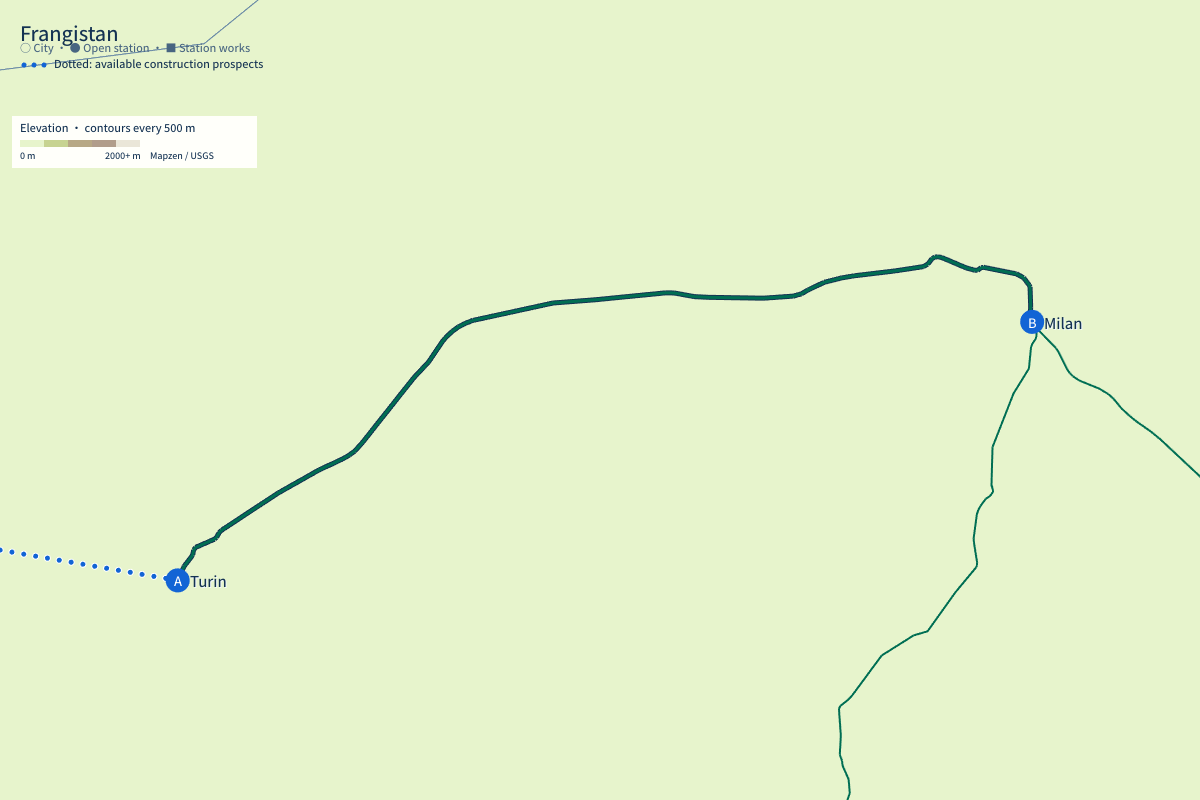 Frangistan
City • Open station • Station works
Dotted: available construction prospects
Elevation • contours every 500 m
0 m 2000+ m Mapzen / USGS
B Milan
A Turin